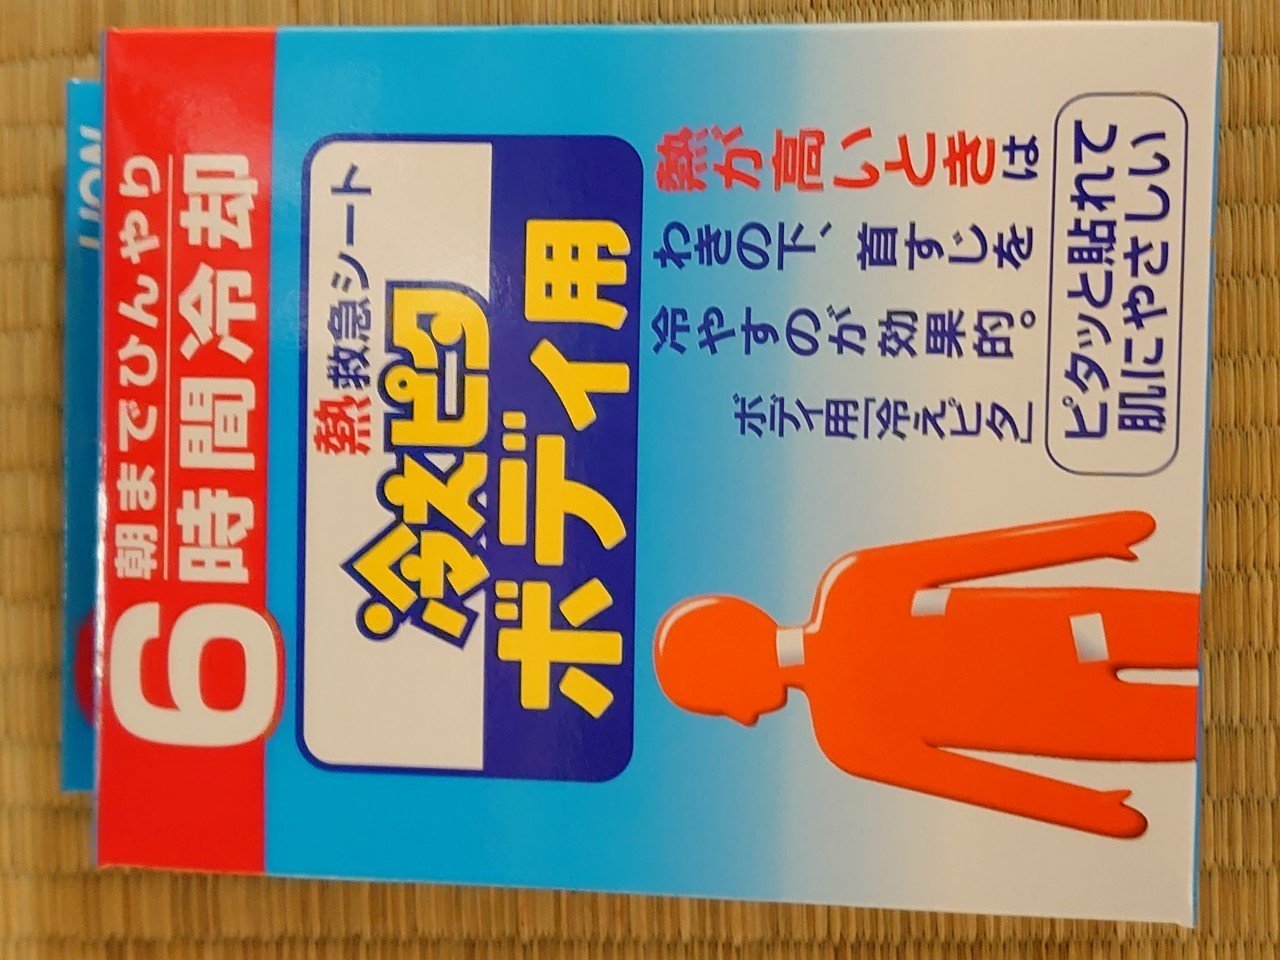 朝までひんやり
6時間冷却
熱救急シート
冷えピタ
ボディ用
熱が高いときは
わきの下、首すじを
冷やすのが効果的。
ボディ用「冷えピタ」
ピタッと貼れて
肌にやさしい
LION